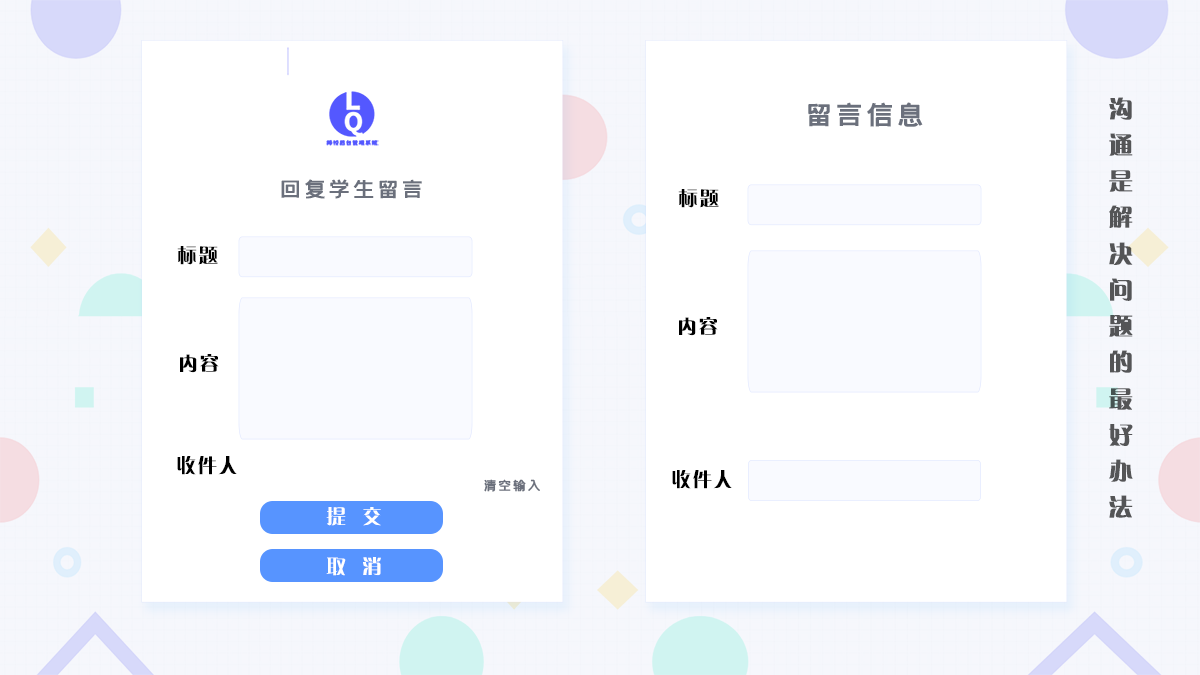 LQ
回复学生留言
标题
内容
收件人
清空输入
提 交
取 消
留言信息
标题
内容
收件人
沟通是解决问题的最好办法